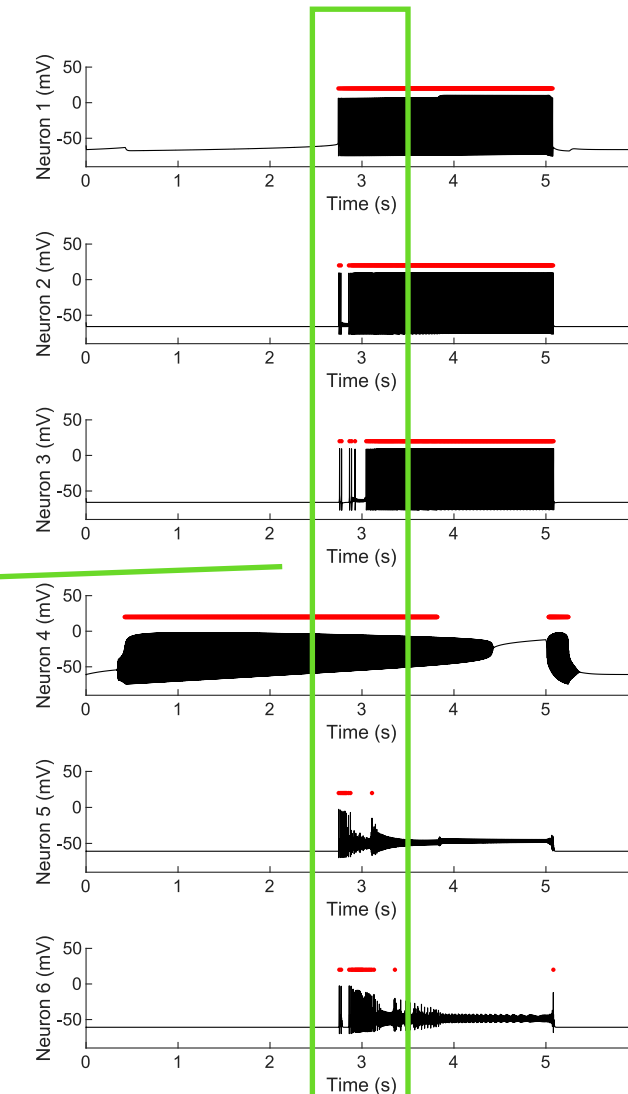 Neuron 1 (mV)
50
0
-50
0 1 2 3 4 5
Time (s)
Neuron 2 (mV)
50
0
-50
0 1 2 3 4 5
Time (s)
Neuron 3 (mV)
50
0
-50
0 1 2 3 4 5
Time (s)
Neuron 4 (mV)
50
0
-50
0 1 2 3 4 5
Time (s)
Neuron 5 (mV)
50
0
-50
0 1 2 3 4 5
Time (s)
Neuron 6 (mV)
50
0
-50
0 1 2 3 4 5
Time (s)